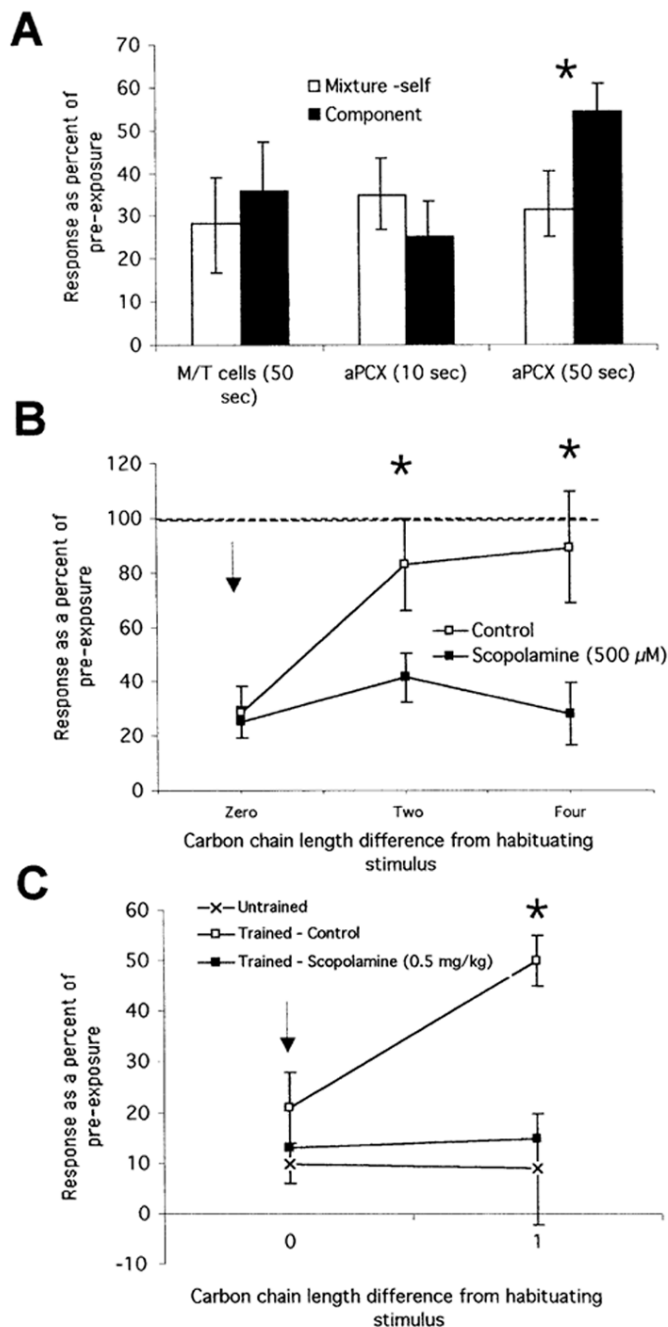 A
70
60
50
40
30
20
10
0
Response as percent of
pre-exposure
Mixture -self
Component
*
M/T cells (50
sec)
aPCX (10 sec)
aPCX (50 sec)
B
120
100
80
60
40
20
0
Response as a percent of
pre-exposure
*
*
Control
Scopolamine (500 µM)
Zero
Two
Four
Carbon chain length difference from habituating
stimulus
C
60
50
40
30
20
10
0
-10
Response as a percent of
pre-exposure
Untrained
Trained - Control
Trained - Scopolamine (0.5 mg/kg)
*
0
1
Carbon chain length difference from habituating
stimulus